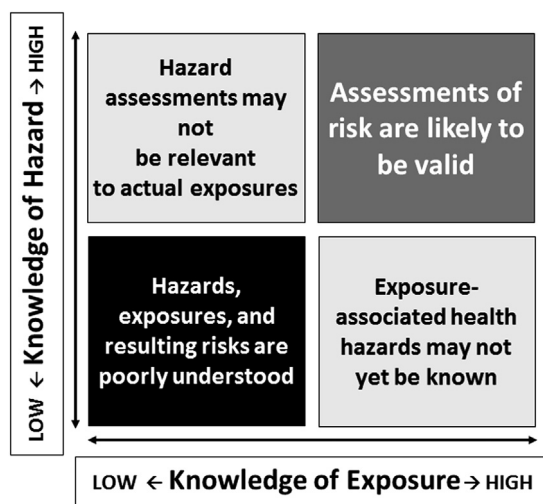 LOW ← Knowledge of Hazard → HIGH
Hazard
assessments may
not
be relevant
to actual exposures
Assessments of
risk are likely to
be valid
Hazards,
exposures, and
resulting risks are
poorly understood
Exposure-
associated health
hazards may not
yet be known
LOW ← Knowledge of Exposure → HIGH